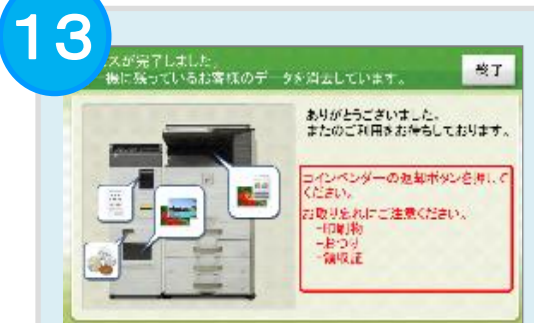 13
スが完了しました。
機に残っているお客様のデータを消去しています。
終了
ありがとうございました。
またのご利用をお待ちしております。
コインベンダーの返却ボタンを押して
ください。
お取り忘れにご注意ください。
-印刷物
-おつり
-領収証